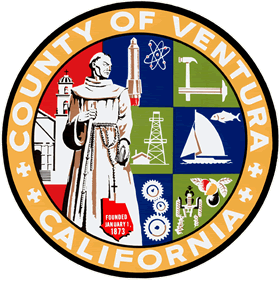 COUNTY OF VENTURA
FOUNDED
JANUARY 1,
1873
CALIFORNIA